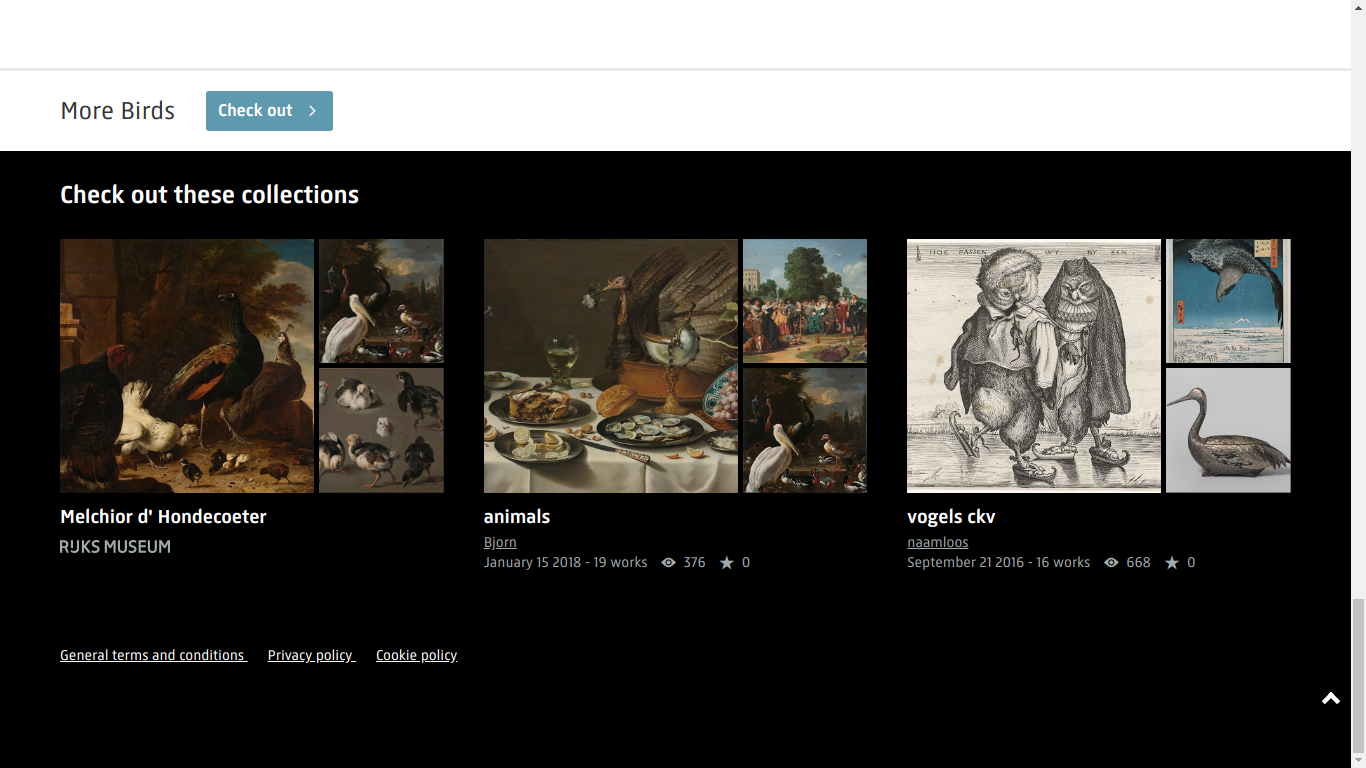 More Birds
Check out
Check out these collections
HOE PASSEN WY BY EEN
Melchior d' Hondecoeter
RIJKS MUSEUM
animals
Bjorn
January 15 2018 - 19 works 376 0
vogels ckv
naamloos
September 21 2016 - 16 works 668 0
General terms and conditions Privacy policy Cookie policy